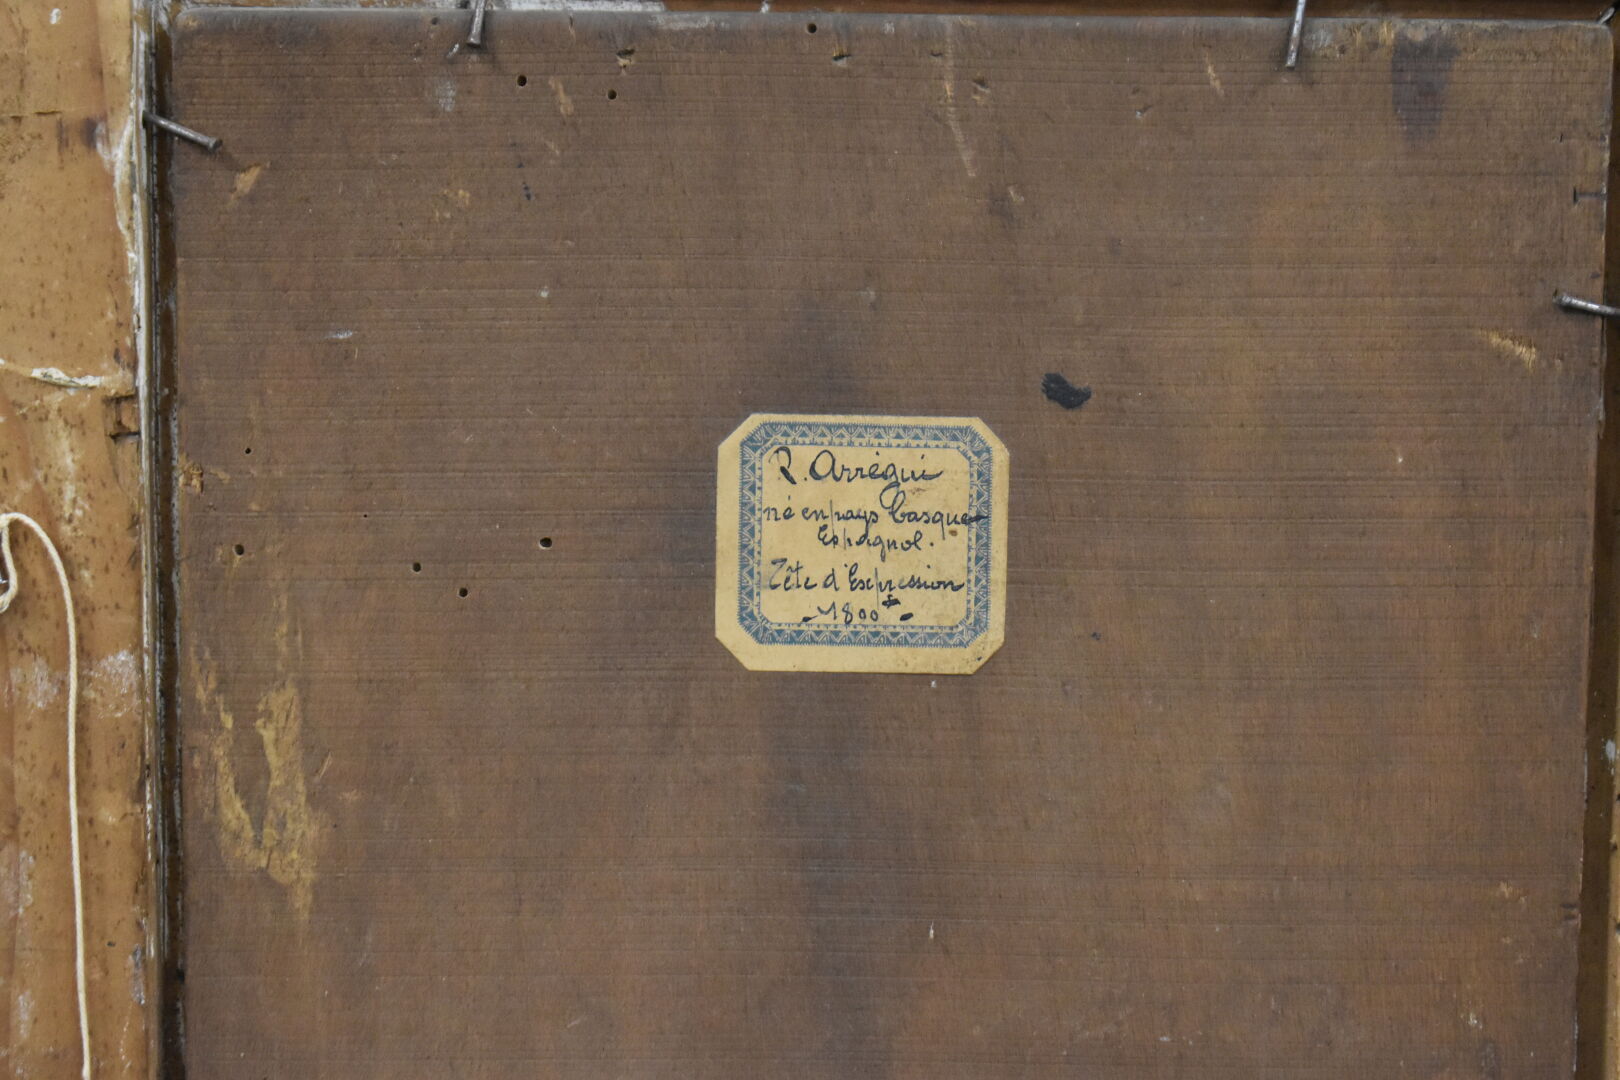 R. Arrégui
né en pays basque
Espagnol.
Tête d'Expression
- 1800 -